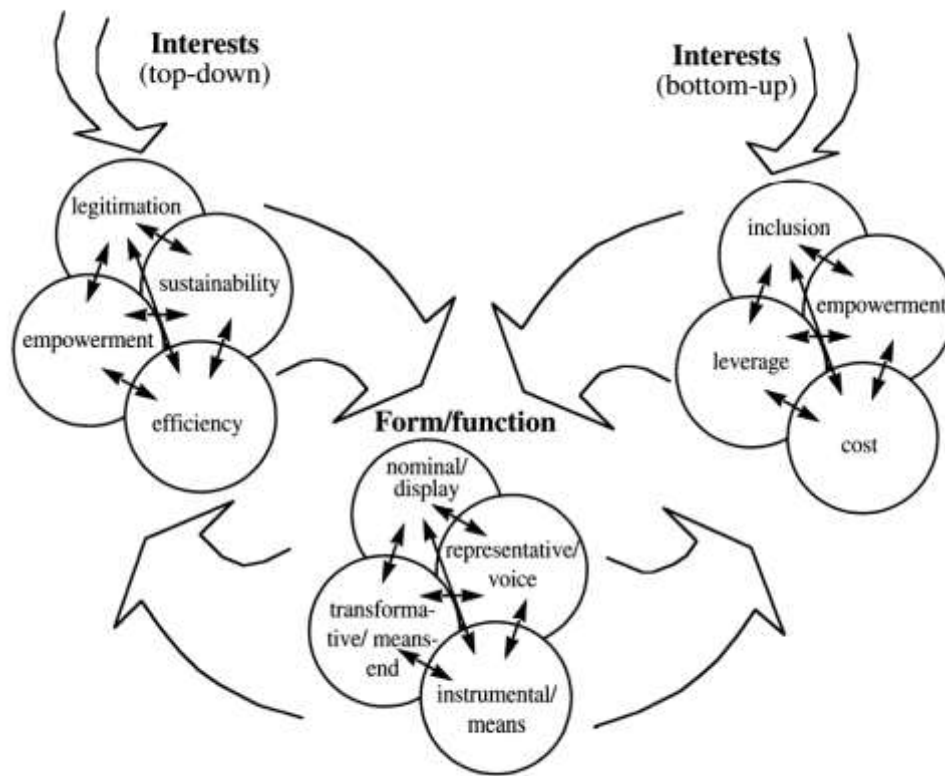 Interests
(top-down)
Interests
(bottom-up)
legitimation
sustainability
empowerment
efficiency
inclusion
empowerment
leverage
cost
Form/function
nominal/
display
representative/
voice
transforma-
tive/ means-
end
instrumental/
means